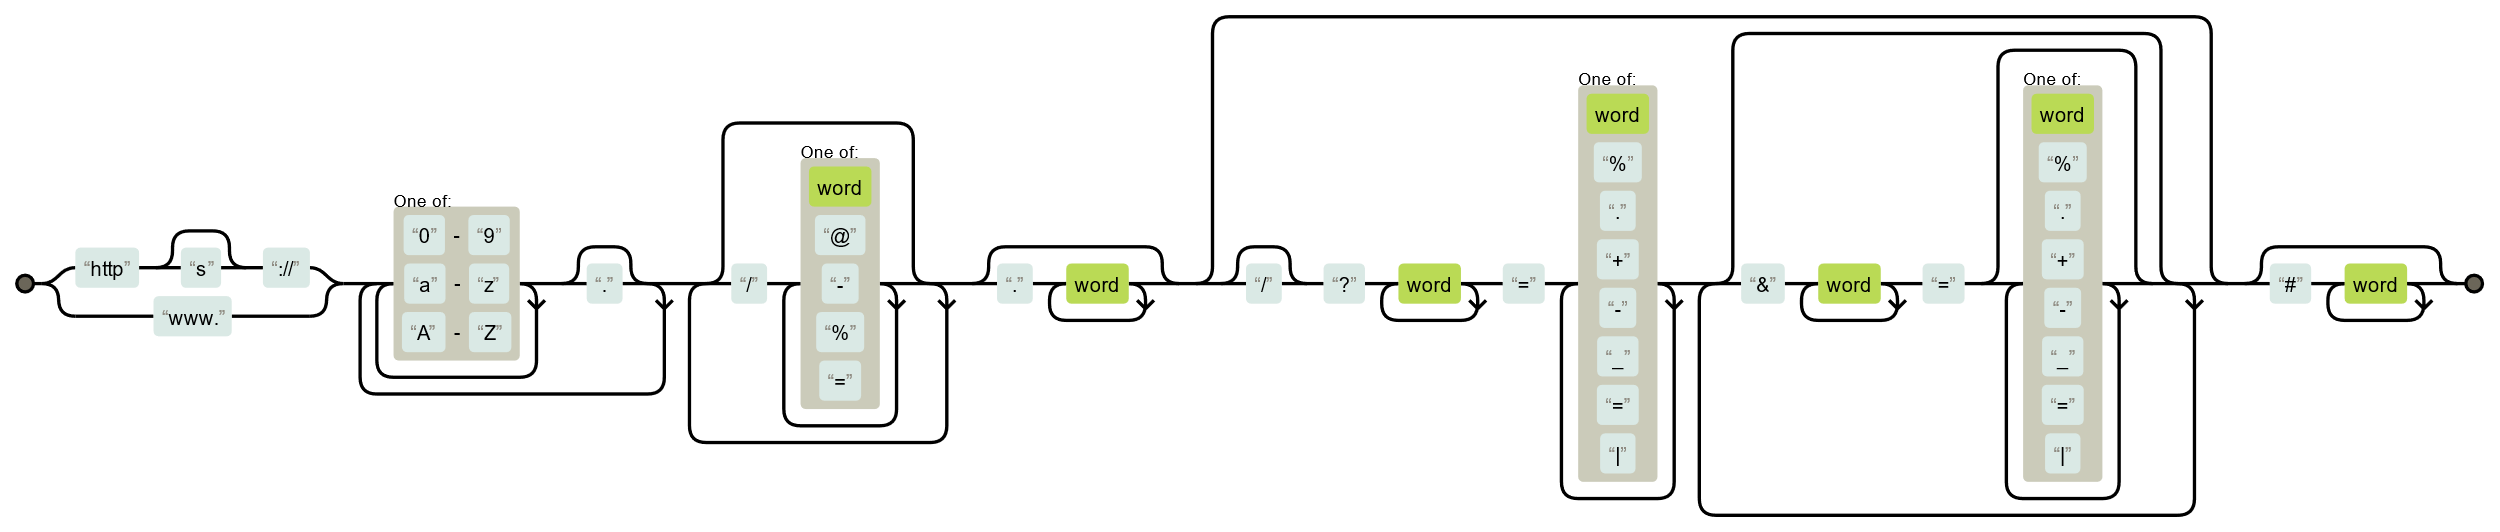 “http”
“s”
“://”
“www.”
One of:
“0” - “9”
“a” - “z”
“A” - “Z”
“.”
“/”
One of:
word
“@”
“-”
“%”
“=”
“.”
word
“/”
“?”
word
“=”
One of:
word
“%”
“.”
“+”
“-”
“_”
“=”
“|”
“&”
word
“=”
One of:
word
“%”
“.”
“+”
“-”
“_”
“=”
“|”
“#”
word